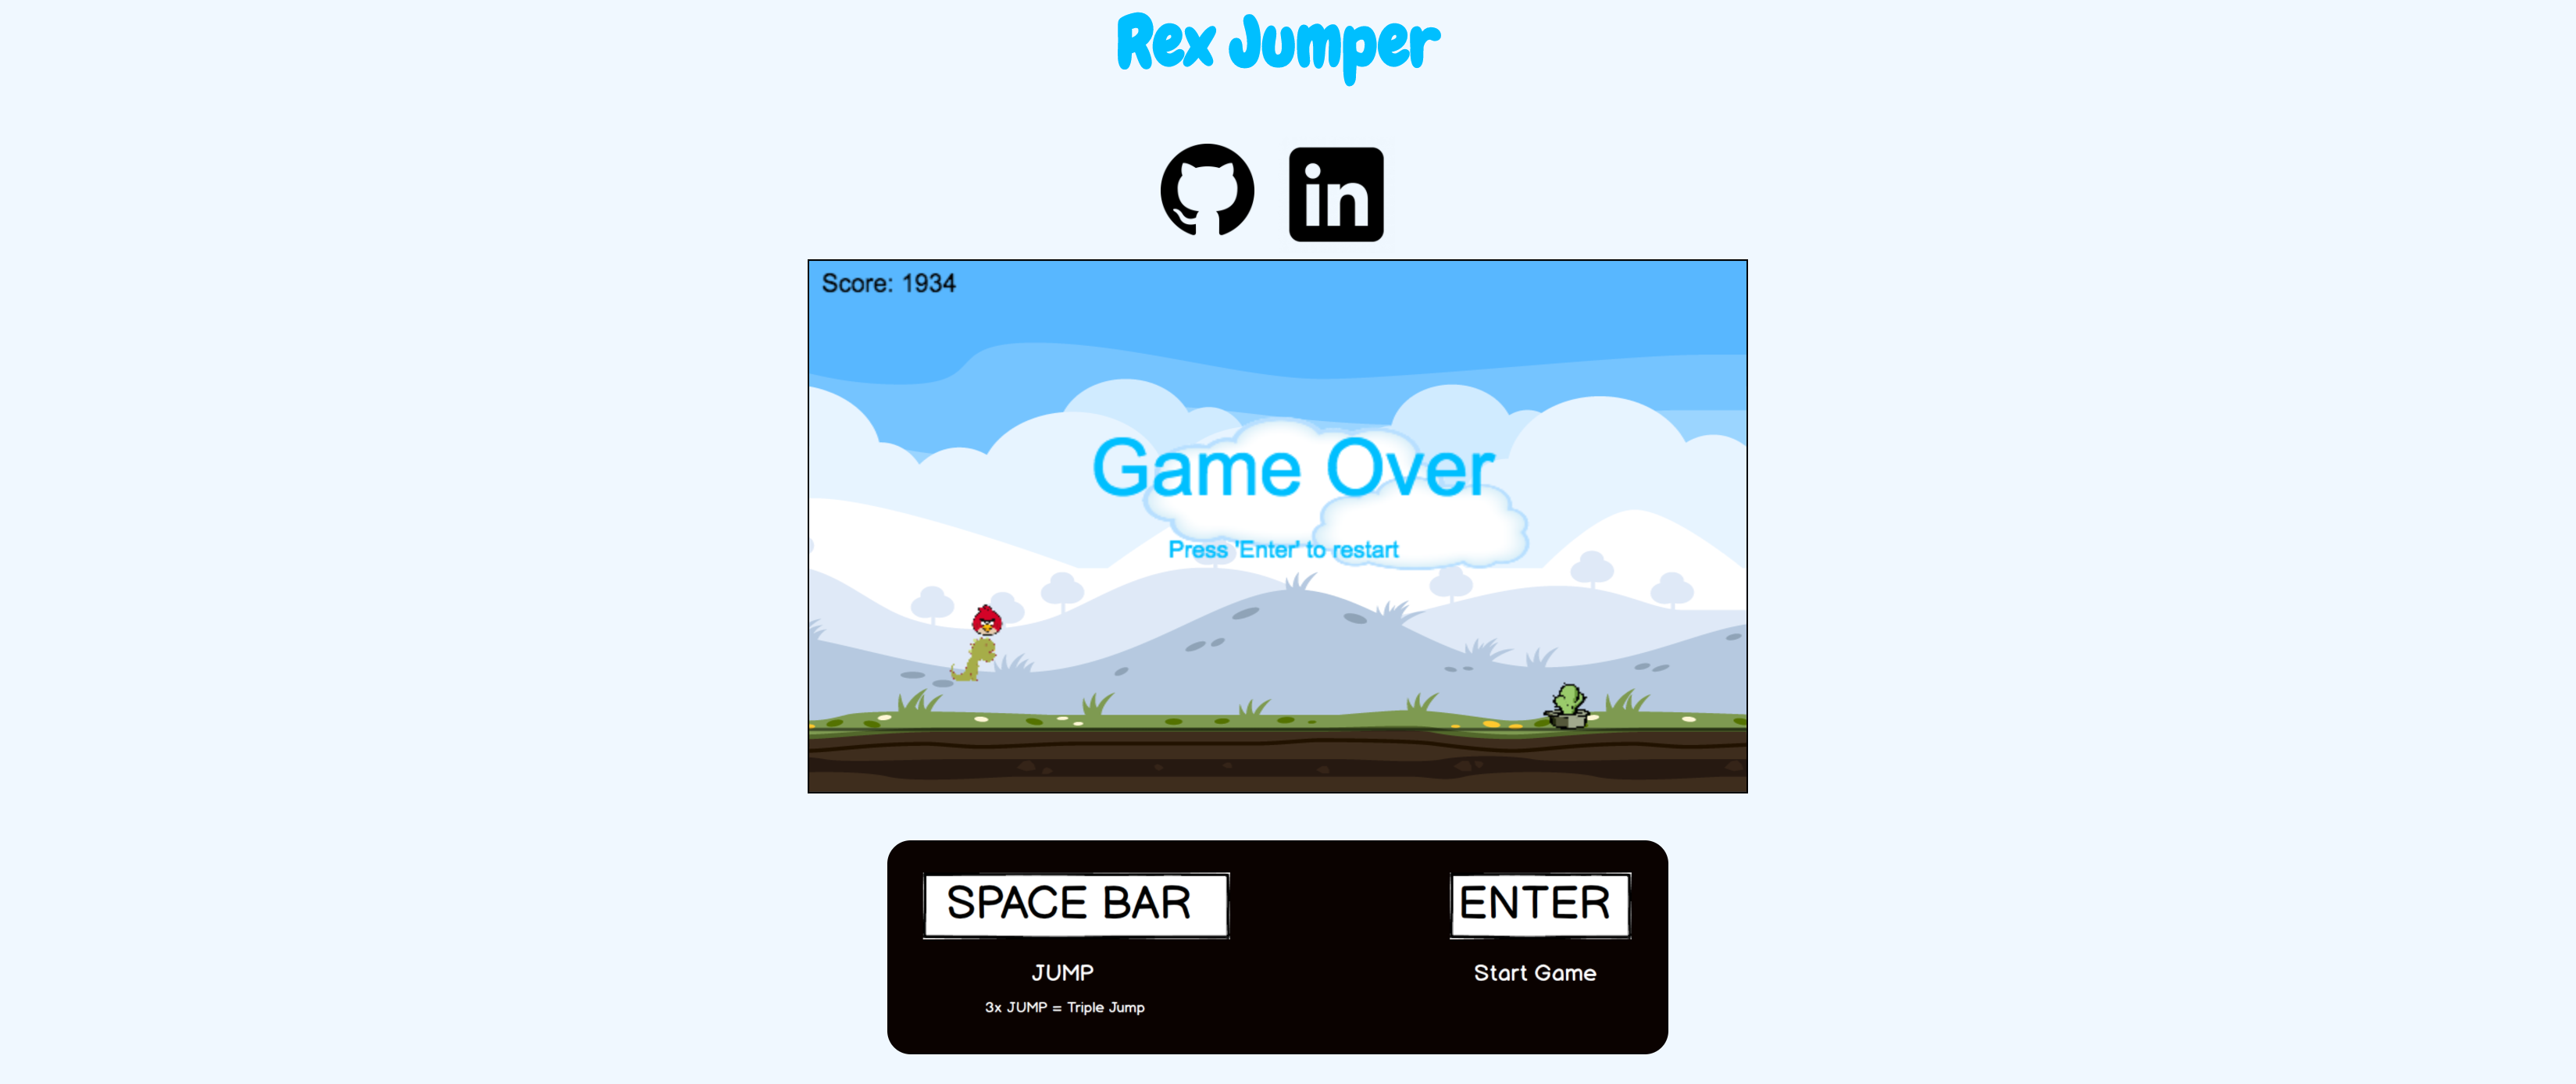 Rex Jumper
in
Score: 1934
Game Over
Press 'Enter' to restart
SPACE BAR
ENTER
JUMP
Start Game
3x JUMP = Triple Jump